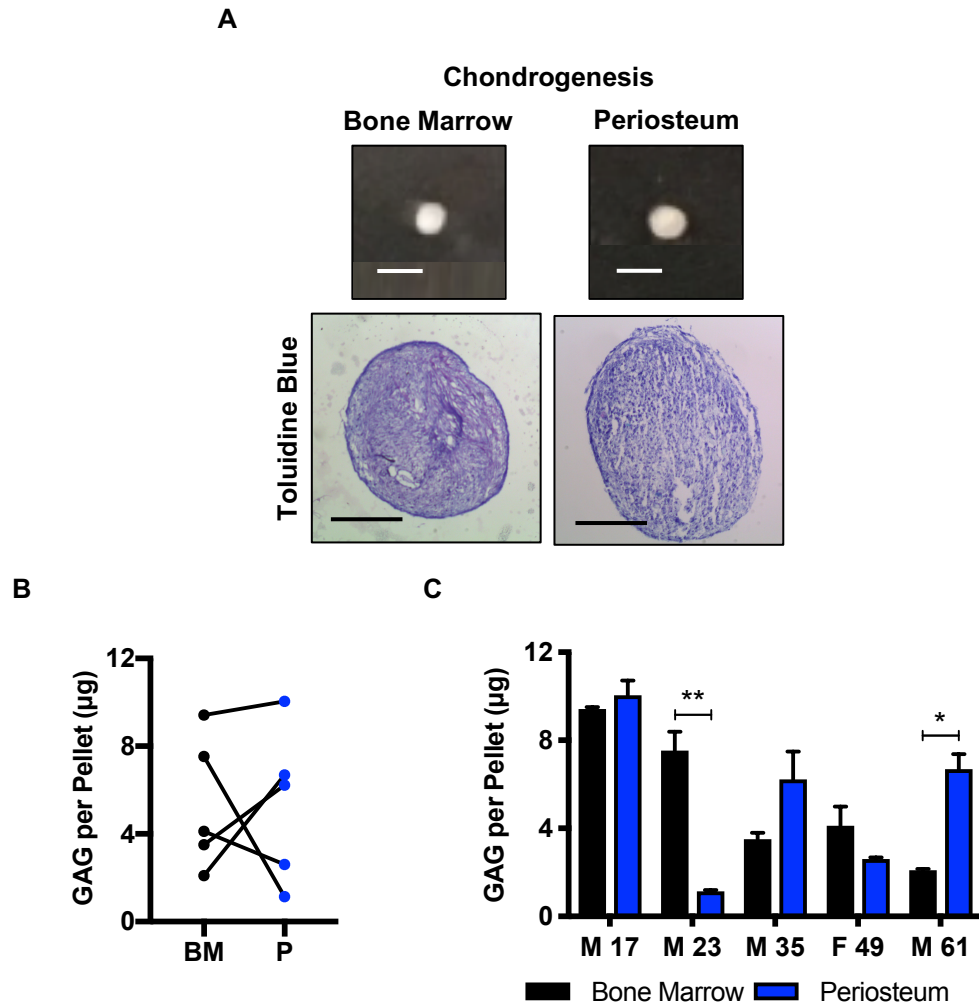 A
Chondrogenesis
Bone Marrow Periosteum
Toluidine Blue
B
C
GAG per Pellet (µg)
12
8
4
0
BM P
GAG per Pellet (µg)
12
8
4
0
**
*
M 17 M 23 M 35 F 49 M 61
Bone Marrow Periosteum